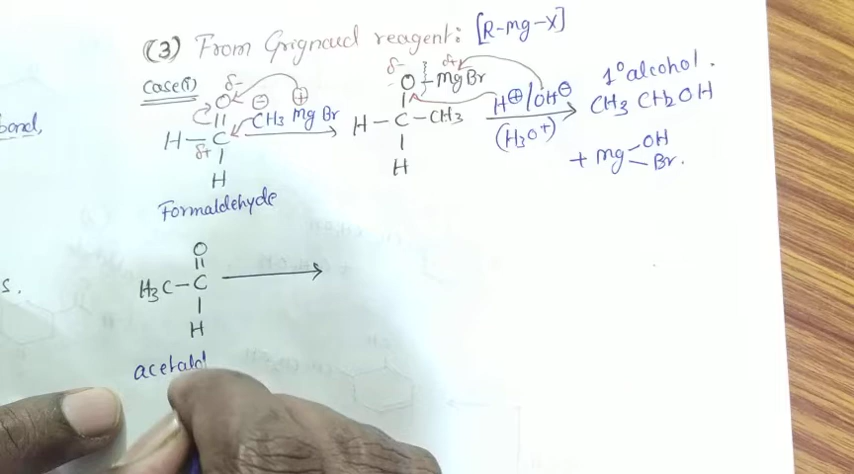 (3) From Grignard reagent: [R-Mg-X]
Case(i) δ- O ⊖ ⊕ CH3 Mg Br
H-C δ+
H
Formaldehyde
δ- O δ+ MgBr
H-C-CH3
H
H⊕/OH⊖
(H3O+)
1° alcohol.
CH3 CH2OH
+ Mg OH
Br.
bond,
O
H3C-C
H
acetald
s.